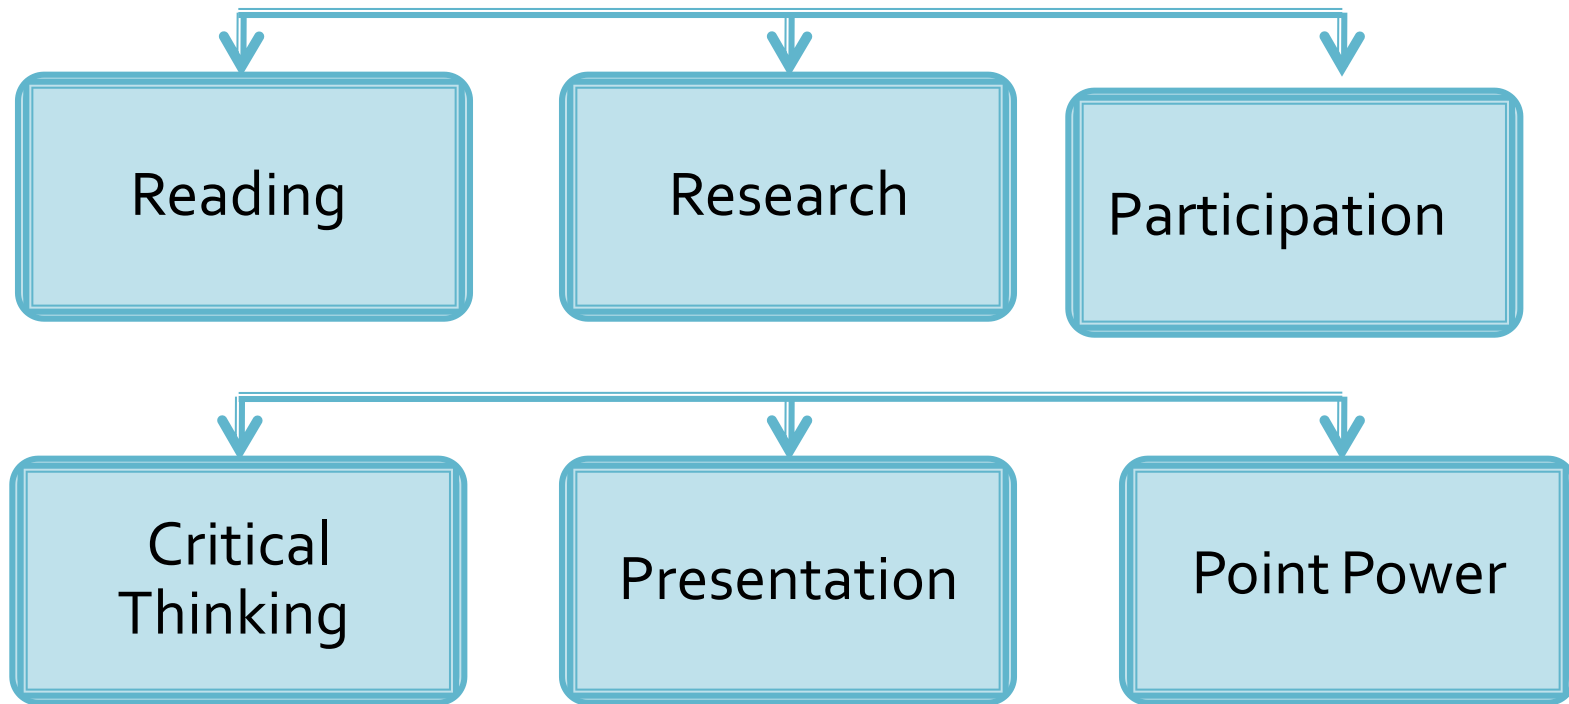 Reading
Research
Participation
Critical
Thinking
Presentation
Point Power